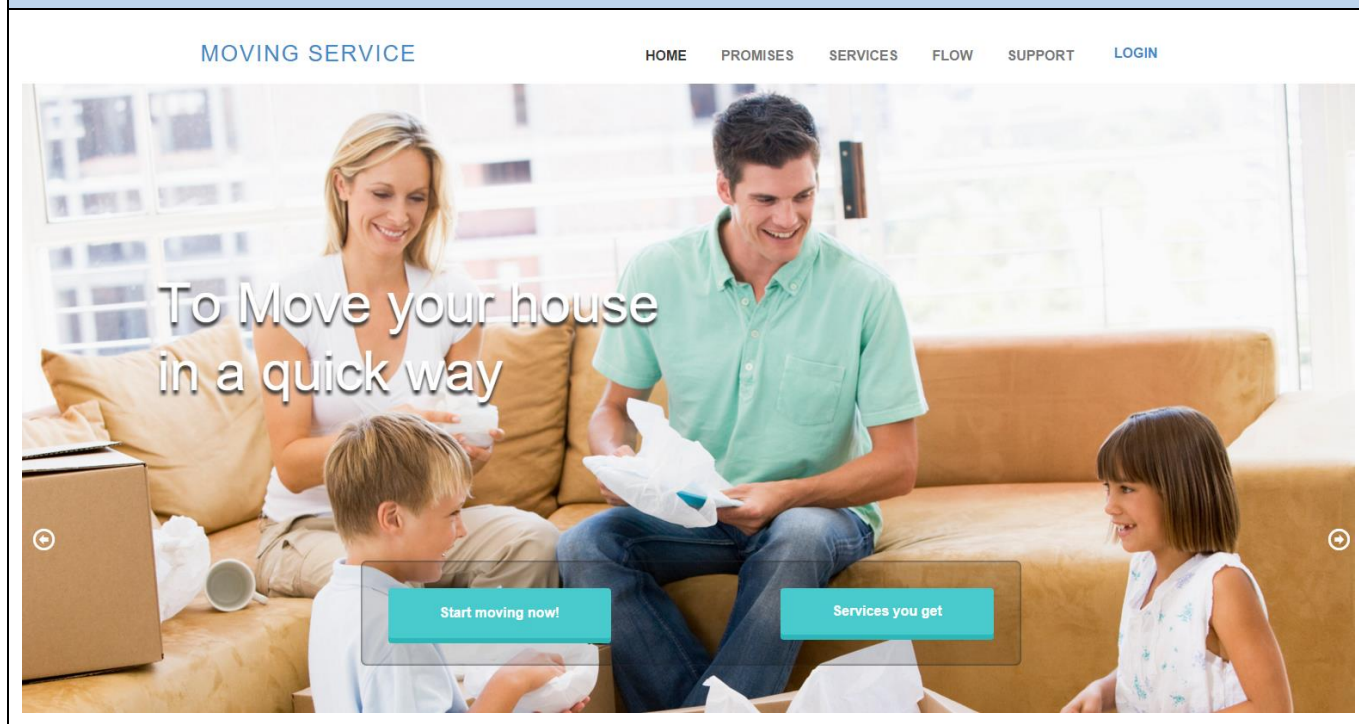 MOVING SERVICE
HOME PROMISES SERVICES FLOW SUPPORT LOGIN
To Move your house
in a quick way
Start moving now! Services you get